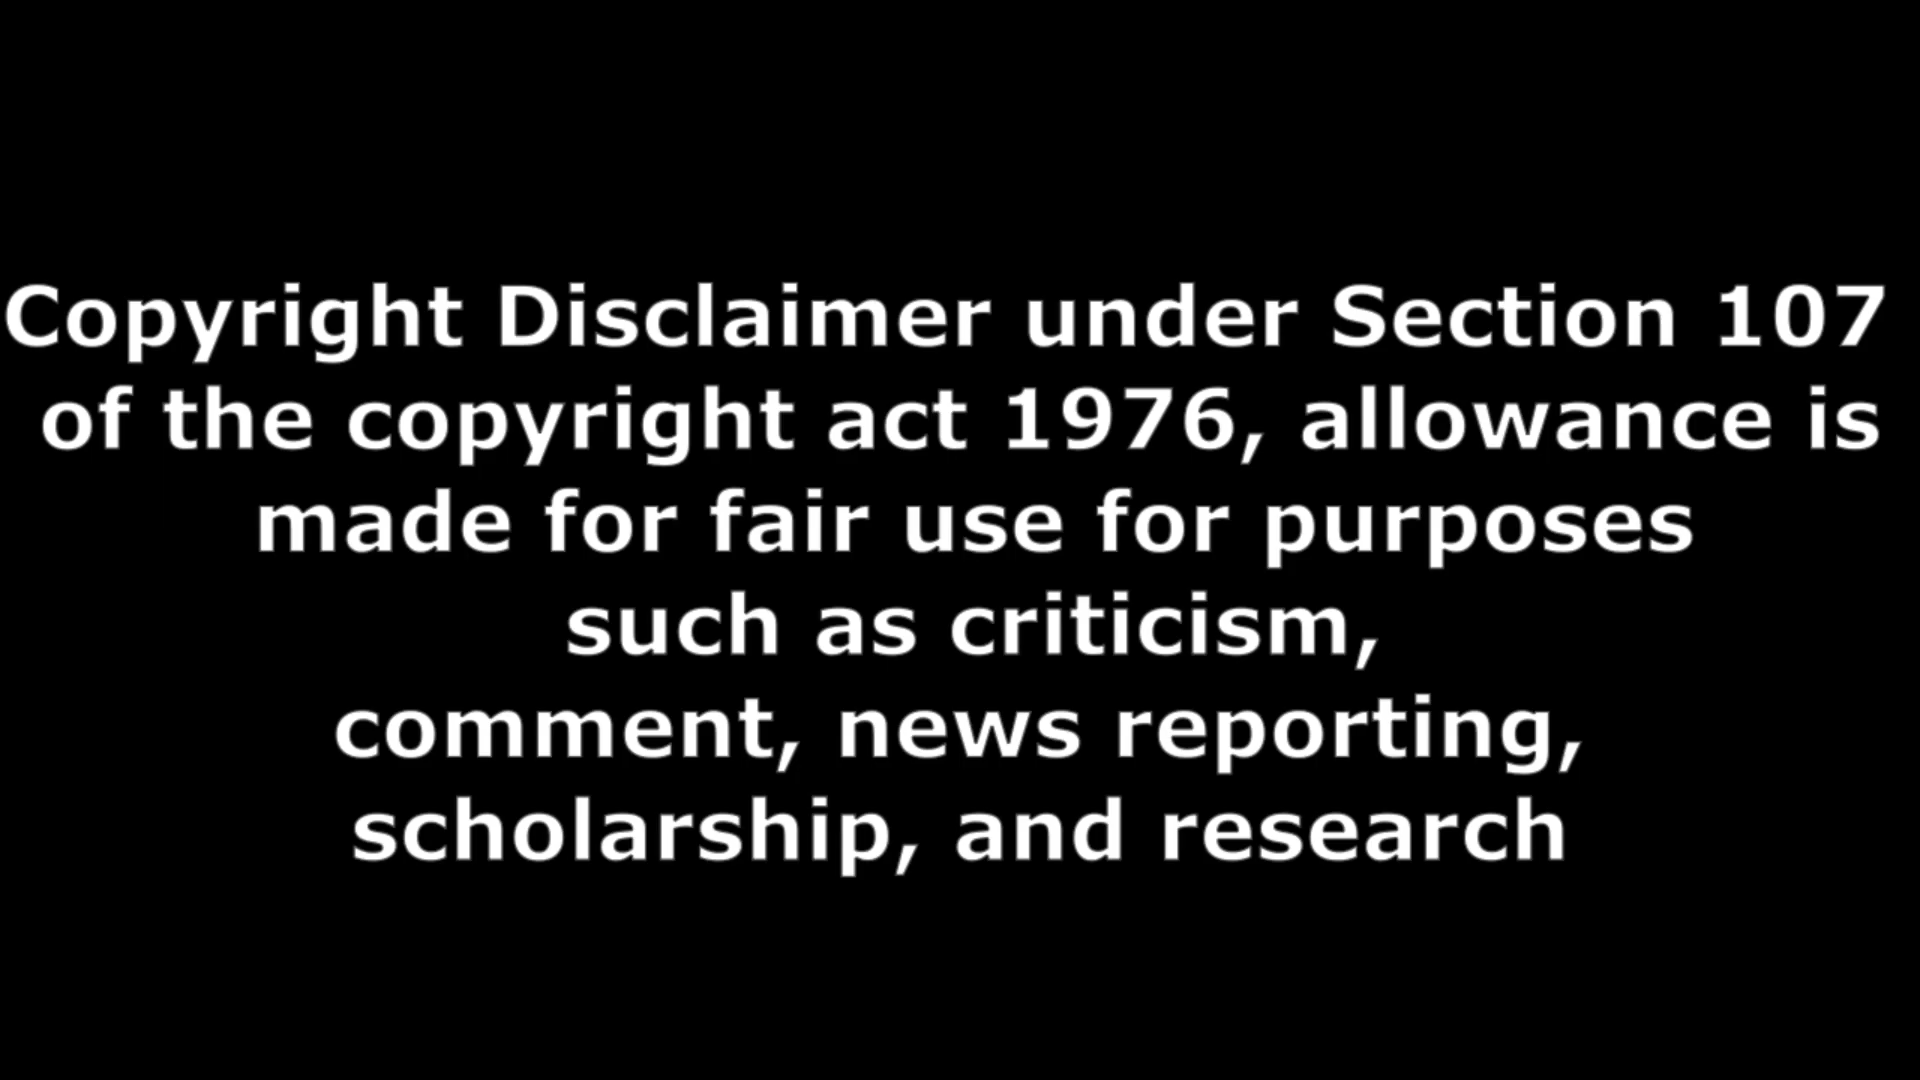 Copyright Disclaimer under Section 107
of the copyright act 1976, allowance is
made for fair use for purposes
such as criticism,
comment, news reporting,
scholarship, and research